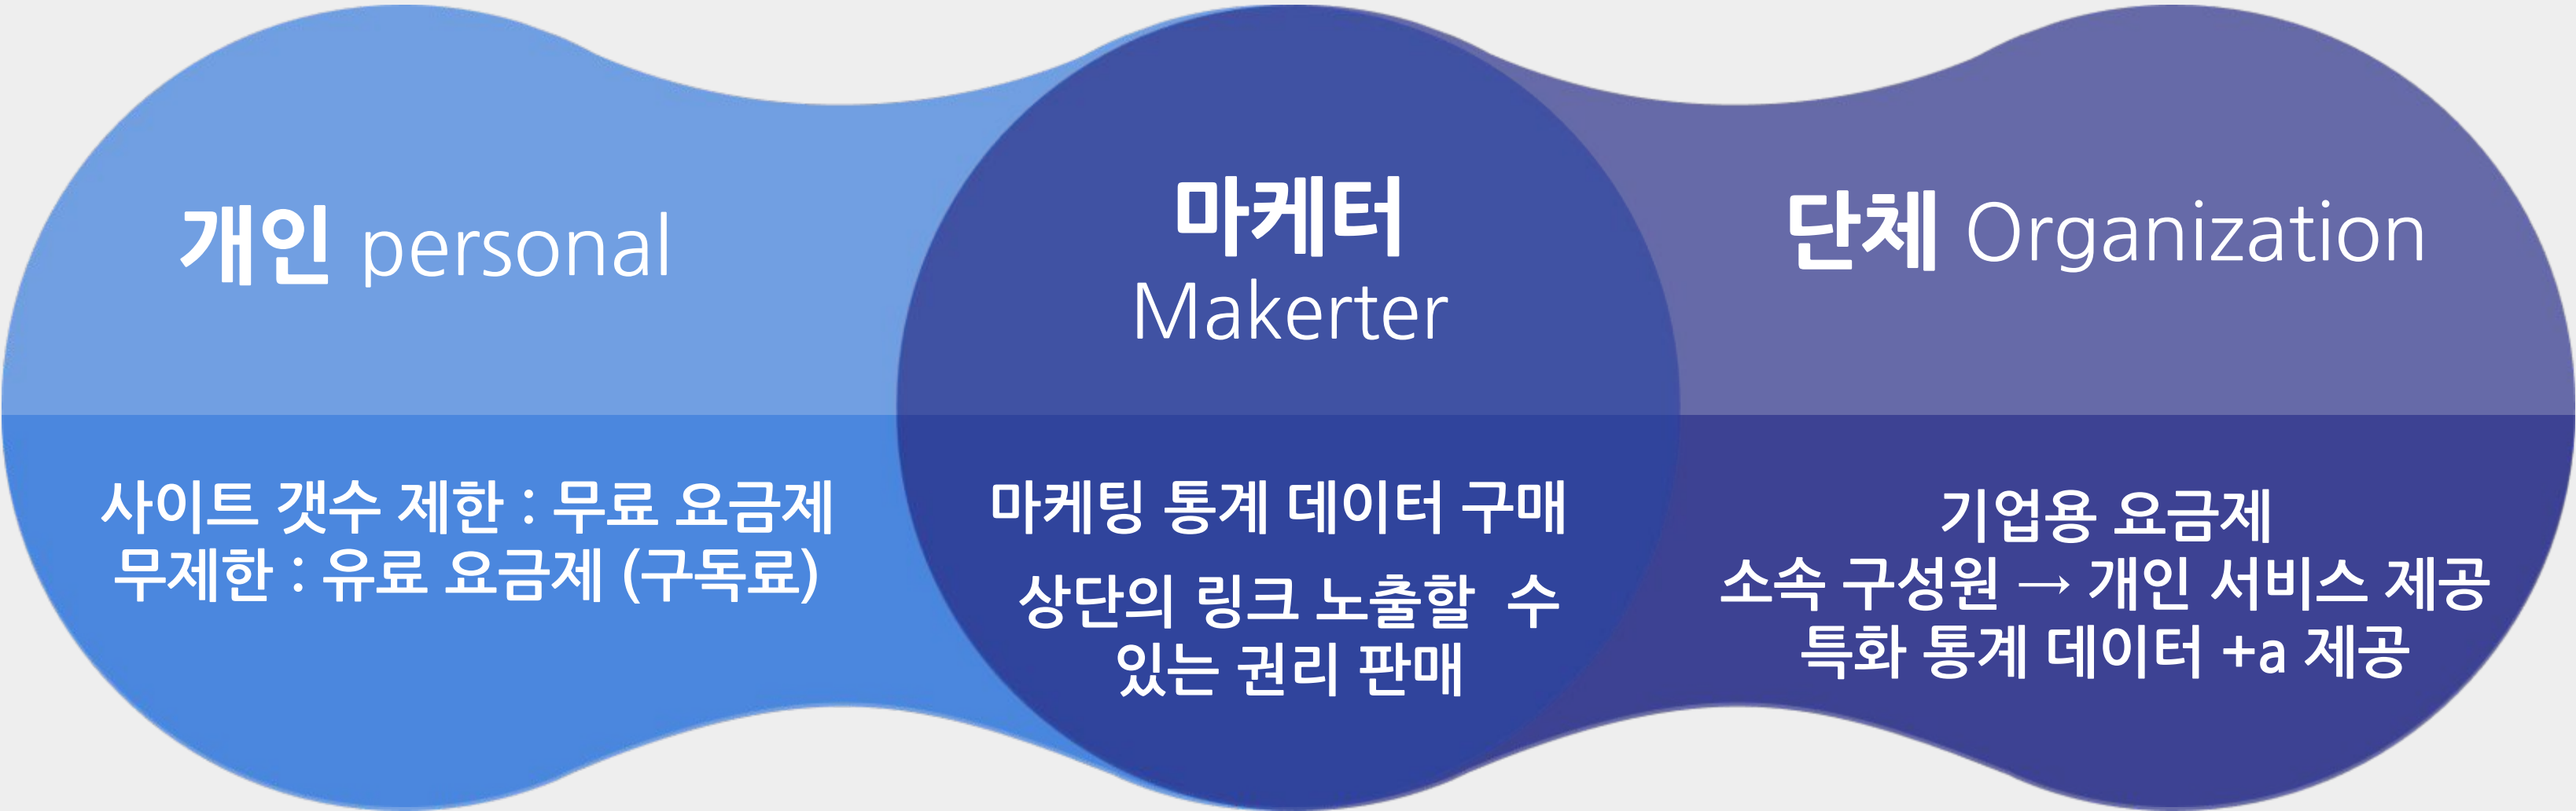 개인 personal
사이트 갯수 제한 : 무료 요금제
무제한 : 유료 요금제 (구독료)
마케터
Makerter
마케팅 통계 데이터 구매
상단의 링크 노출할 수
있는 권리 판매
단체 Organization
기업용 요금제
소속 구성원 → 개인 서비스 제공
특화 통계 데이터 +a 제공